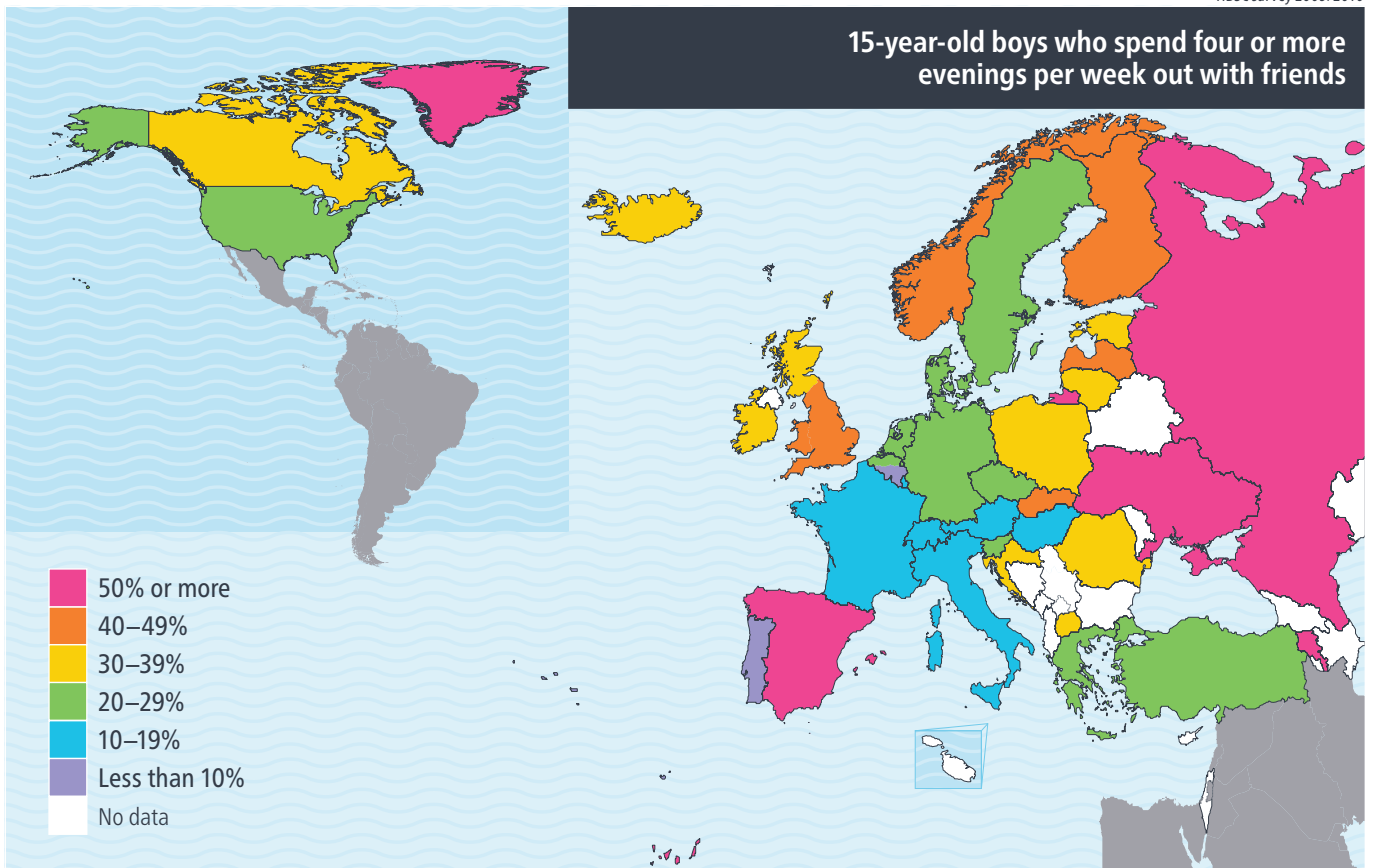 15-year-old boys who spend four or more
evenings per week out with friends
50% or more
40–49%
30–39%
20–29%
10–19%
Less than 10%
No data